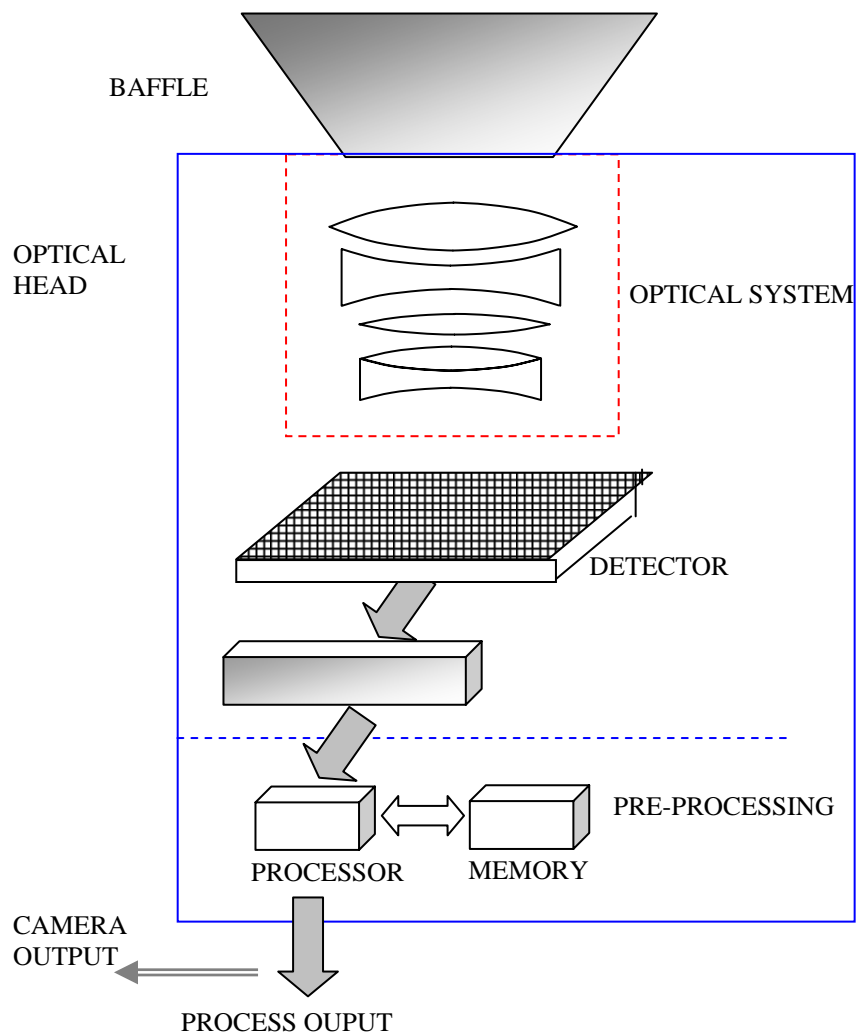 BAFFLE
OPTICAL
HEAD
OPTICAL SYSTEM
DETECTOR
PRE-PROCESSING
PROCESSOR
MEMORY
CAMERA
OUTPUT
PROCESS OUPUT